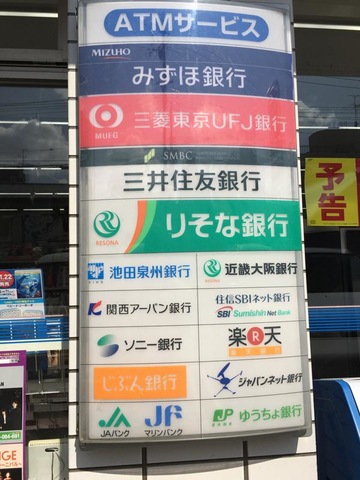 ATMサービス
MIZUHO
みずほ銀行
MUFG
三菱東京UFJ銀行
SMBC
三井住友銀行
RESONA
りそな銀行
池田泉州銀行
RESONA
近畿大阪銀行
関西アーバン銀行
住信SBIネット銀行
SBI Sumishin Net Bank
ソニー銀行
楽R天
じぶん銀行
ジャパンネット銀行
JA
JAバンク
JF
マリンバンク
JP
ゆうちょ銀行
予告
1.22